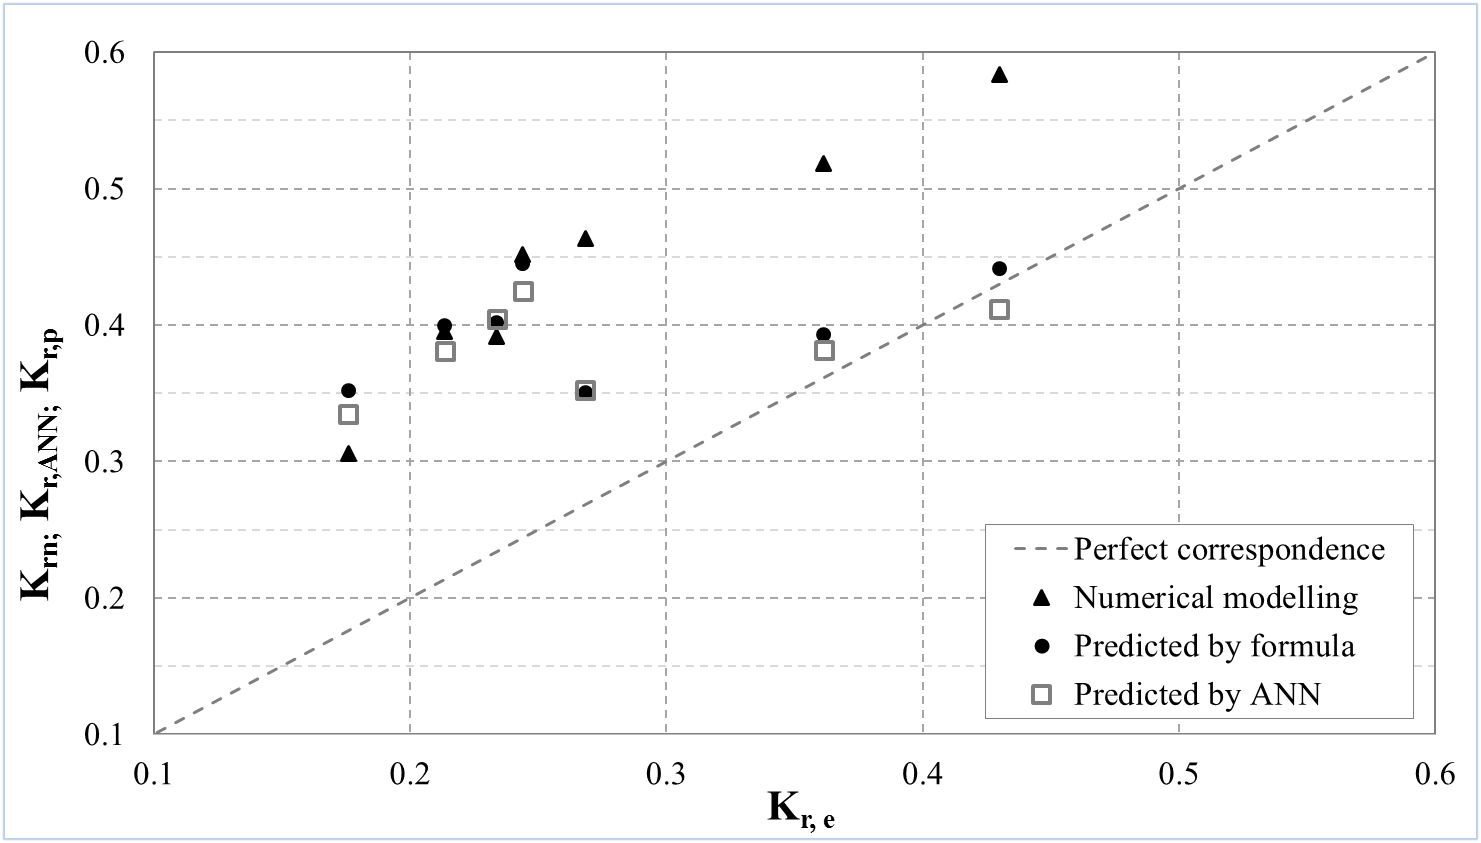 0.6
0.5
0.4
0.3
0.2
0.1
0.1 0.2 0.3 0.4 0.5 0.6
Krn; Kr,ANN; Kr,p
Kr, e
Perfect correspondence
Numerical modelling
Predicted by formula
Predicted by ANN